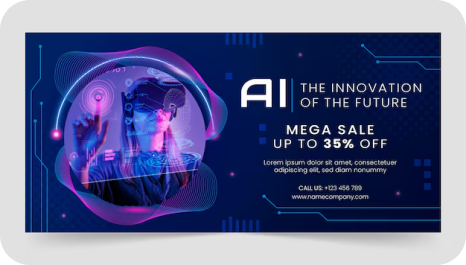 AI
THE INNOVATION
OF THE FUTURE
MEGA SALE
UP TO 35% OFF
Lorem ipsum dolor sit amet, consectetuer
adipiscing elit, sed diam nonummy
CALL US: +123 456 789
www.namecompany.com